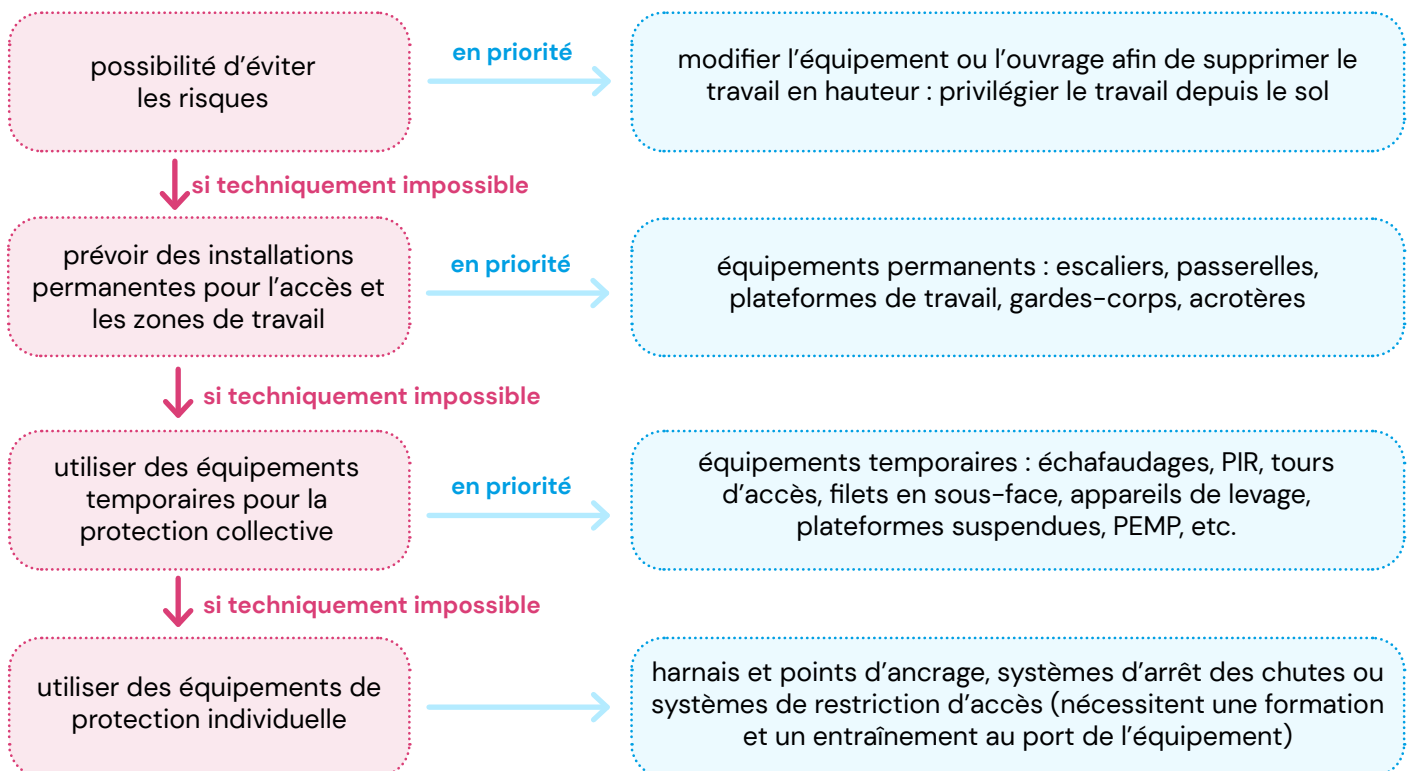 possibilité d’éviter
les risques
en priorité
modifier l’équipement ou l’ouvrage afin de supprimer le
travail en hauteur : privilégier le travail depuis le sol
si techniquement impossible
prévoir des installations
permanentes pour l’accès et
les zones de travail
en priorité
équipements permanents : escaliers, passerelles,
plateformes de travail, gardes-corps, acrotères
si techniquement impossible
utiliser des équipements
temporaires pour la
protection collective
en priorité
équipements temporaires : échafaudages, PIR, tours
d’accès, filets en sous-face, appareils de levage,
plateformes suspendues, PEMP, etc.
si techniquement impossible
utiliser des équipements de
protection individuelle
harnais et points d’ancrage, systèmes d’arrêt des chutes ou
systèmes de restriction d’accès (nécessitent une formation
et un entraînement au port de l’équipement)